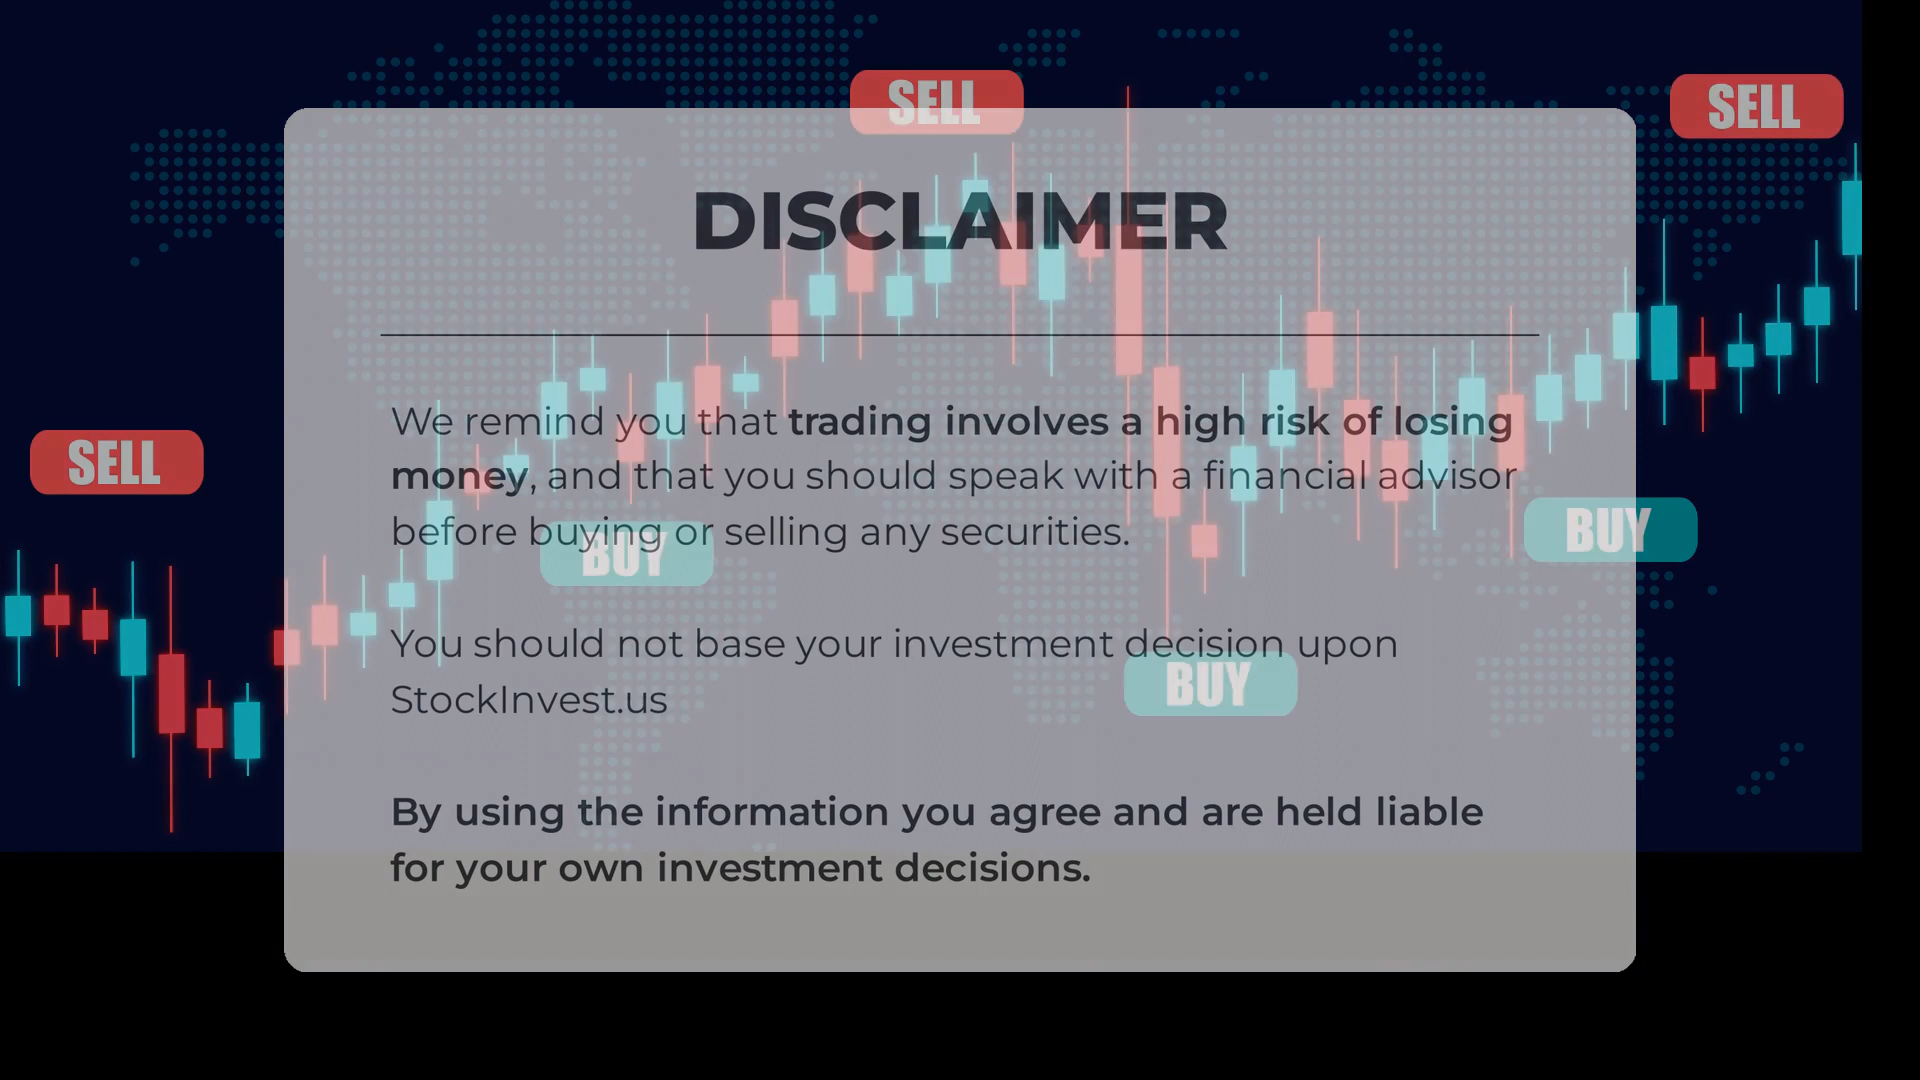 SELL
SELL
DISCLAIMER
We remind you that trading involves a high risk of losing
money, and that you should speak with a financial advisor
before buying or selling any securities.
SELL
BUY
BUY
You should not base your investment decision upon
StockInvest.us
BUY
By using the information you agree and are held liable
for your own investment decisions.